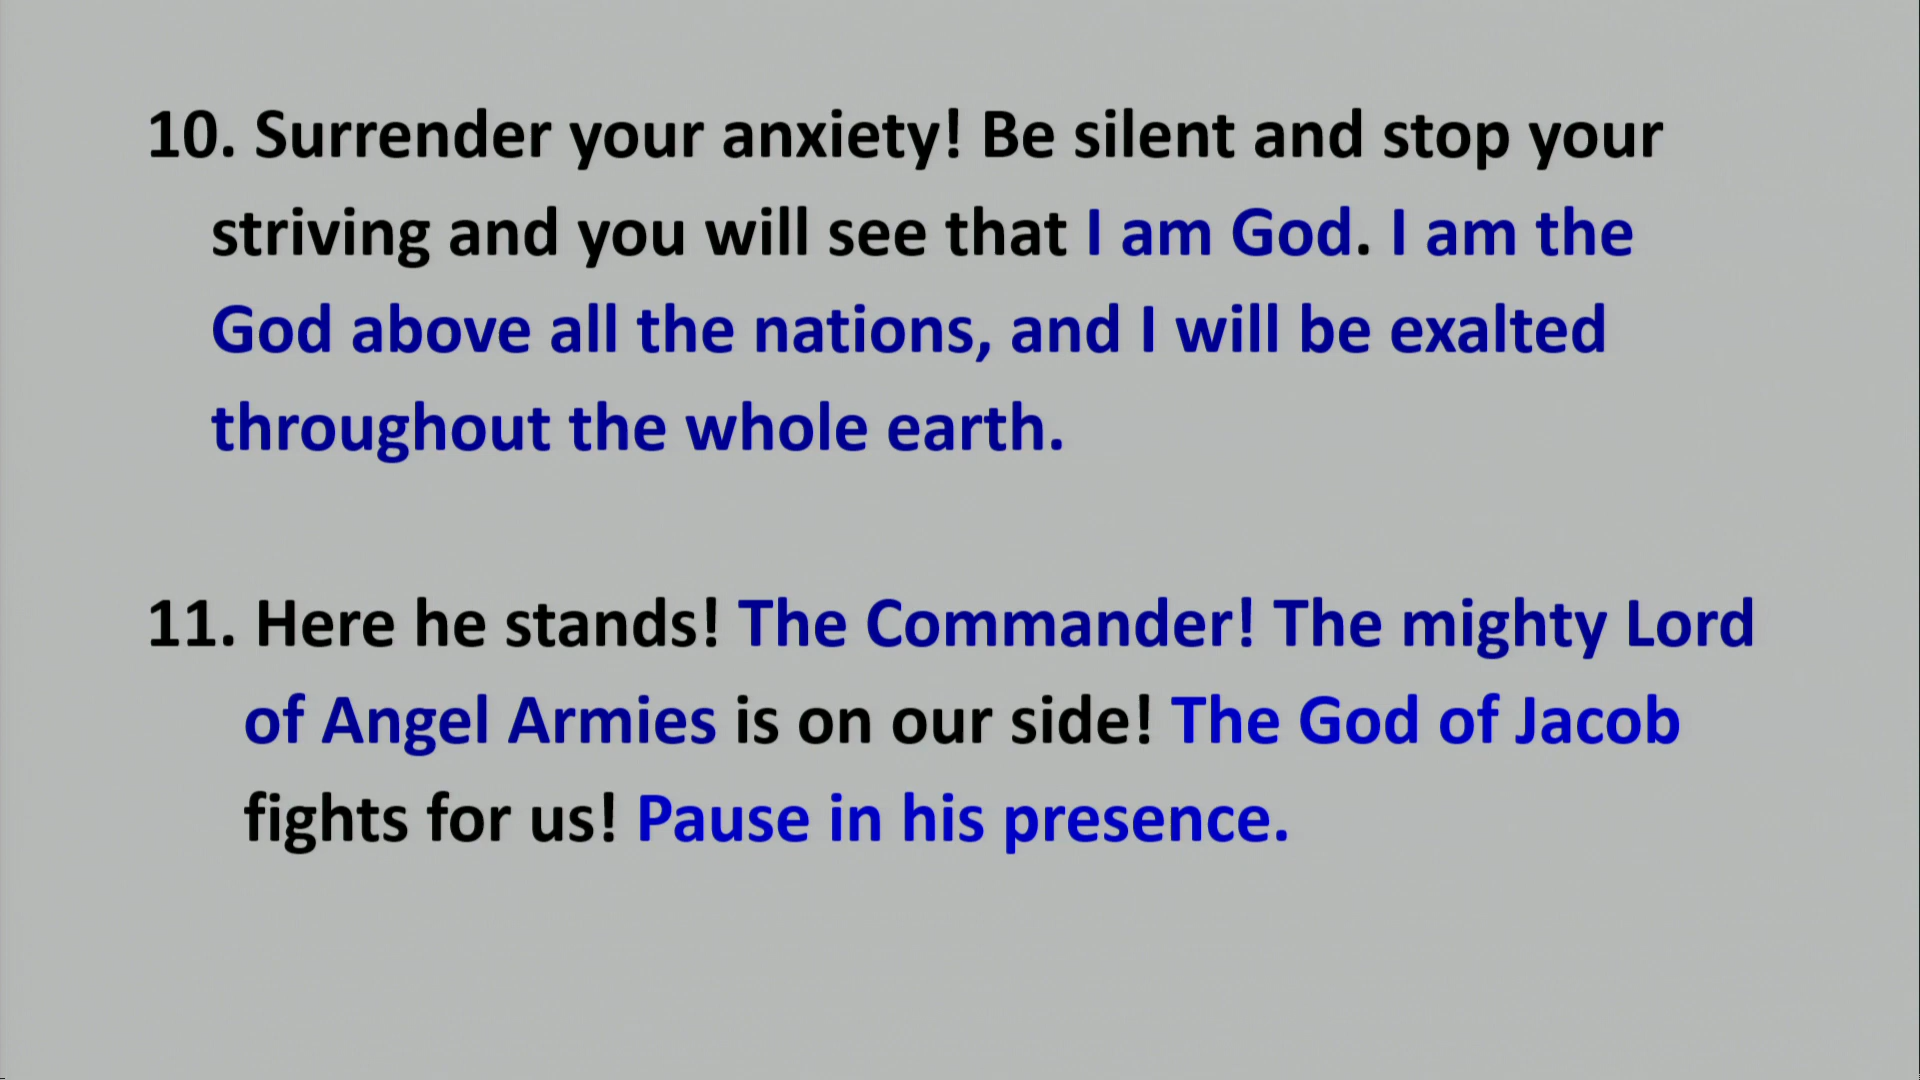 10. Surrender your anxiety! Be silent and stop your
striving and you will see that I am God. I am the
God above all the nations, and I will be exalted
throughout the whole earth.
11. Here he stands! The Commander! The mighty Lord
of Angel Armies is on our side! The God of Jacob
fights for us! Pause in his presence.